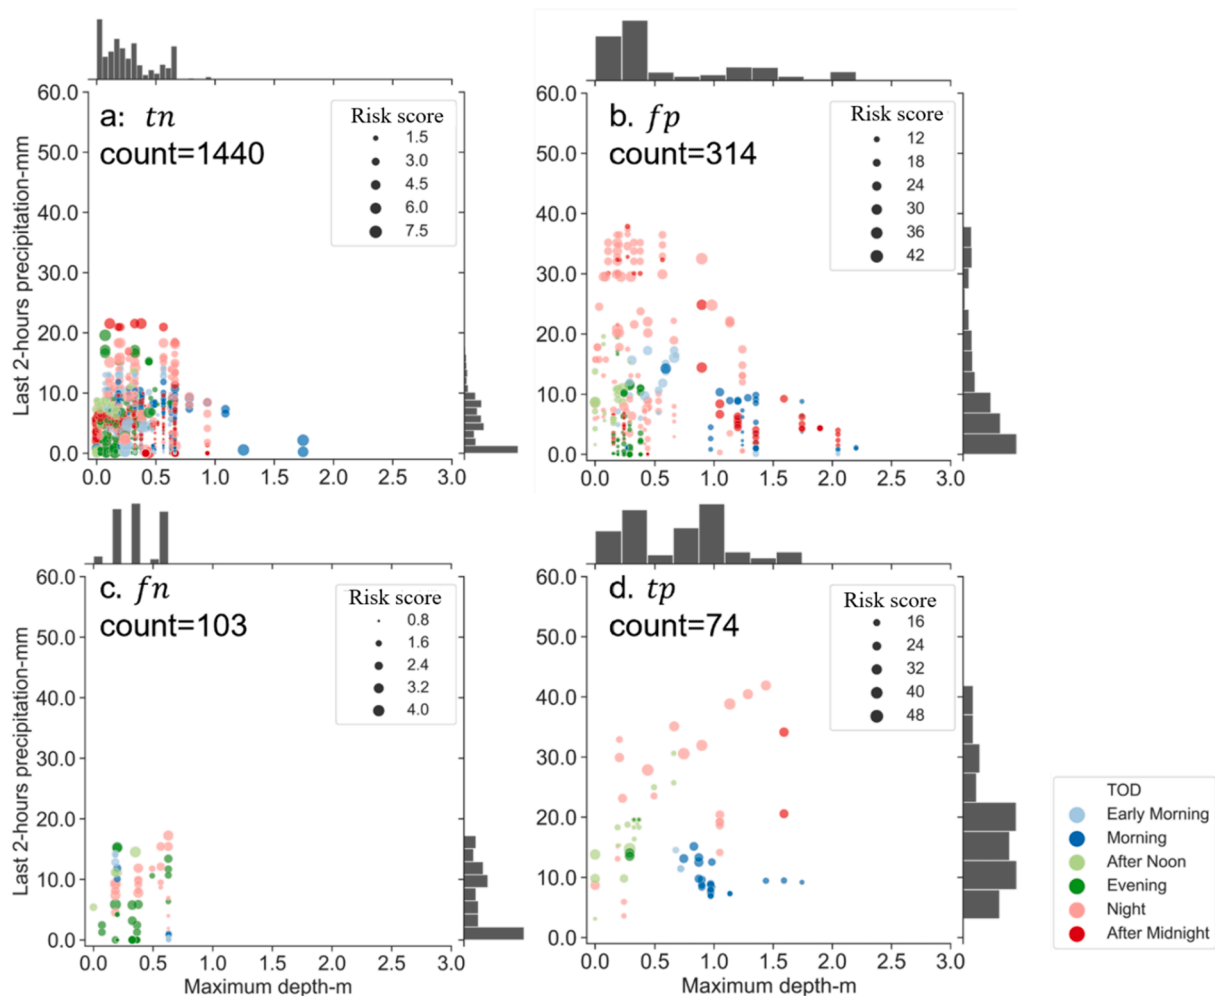 a: tn
count=1440
Risk score
1.5
3.0
4.5
6.0
7.5
Last 2-hours precipitation-mm
60.0
50.0
40.0
30.0
20.0
10.0
0.0
0.0 0.5 1.0 1.5 2.0 2.5 3.0
b. fp
count=314
Risk score
12
18
24
30
36
42
60.0
50.0
40.0
30.0
20.0
10.0
0.0
0.0 0.5 1.0 1.5 2.0 2.5 3.0
c. fn
count=103
Risk score
0.8
1.6
2.4
3.2
4.0
Last 2-hours precipitation-mm
60.0
50.0
40.0
30.0
20.0
10.0
0.0
0.0 0.5 1.0 1.5 2.0 2.5 3.0
Maximum depth-m
d. tp
count=74
Risk score
16
24
32
40
48
60.0
50.0
40.0
30.0
20.0
10.0
0.0
0.0 0.5 1.0 1.5 2.0 2.5 3.0
Maximum depth-m
TOD
Early Morning
Morning
After Noon
Evening
Night
After Midnight